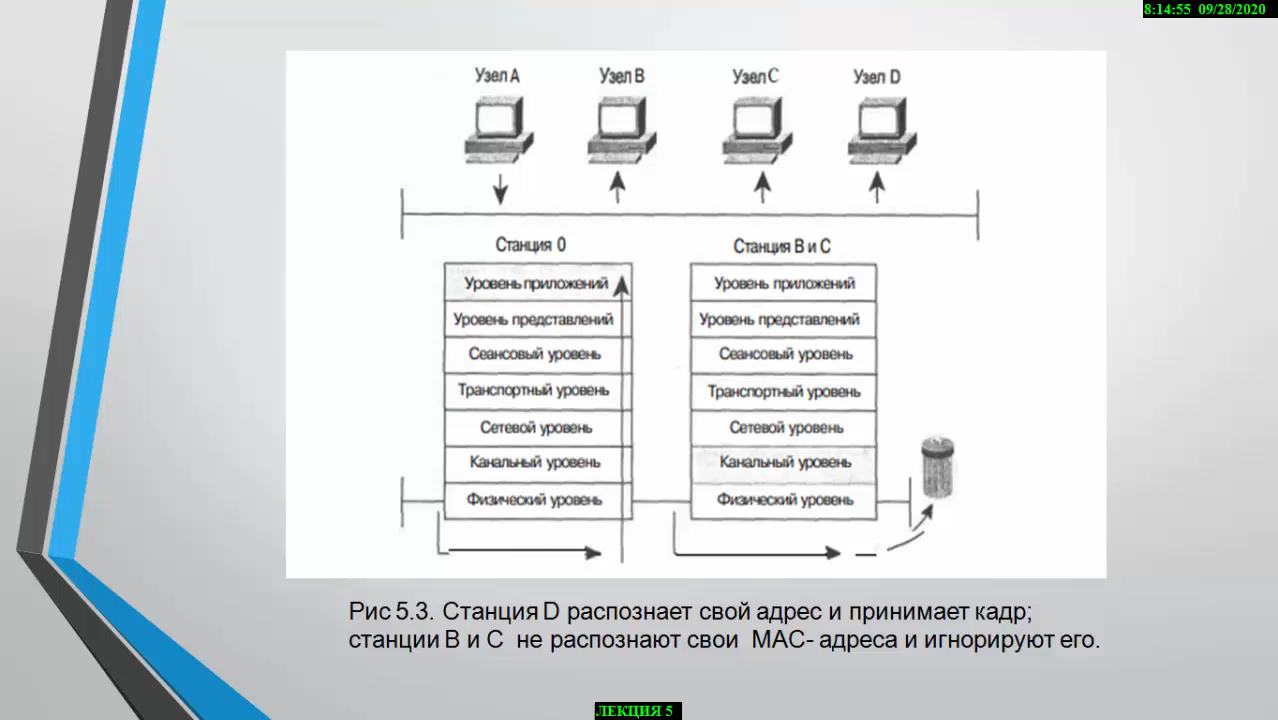 8:14:55 09/28/2020
Узел A Узел B Узел C Узел D
Станция 0
Уровень приложений
Уровень представлений
Сеансовый уровень
Транспортный уровень
Сетевой уровень
Канальный уровень
Физический уровень
Станция B и C
Уровень приложений
Уровень представлений
Сеансовый уровень
Транспортный уровень
Сетевой уровень
Канальный уровень
Физический уровень
Рис 5.3. Станция D распознает свой адрес и принимает кадр;
станции B и C не распознают свои MAC- адреса и игнорируют его.
ЛЕКЦИЯ 5